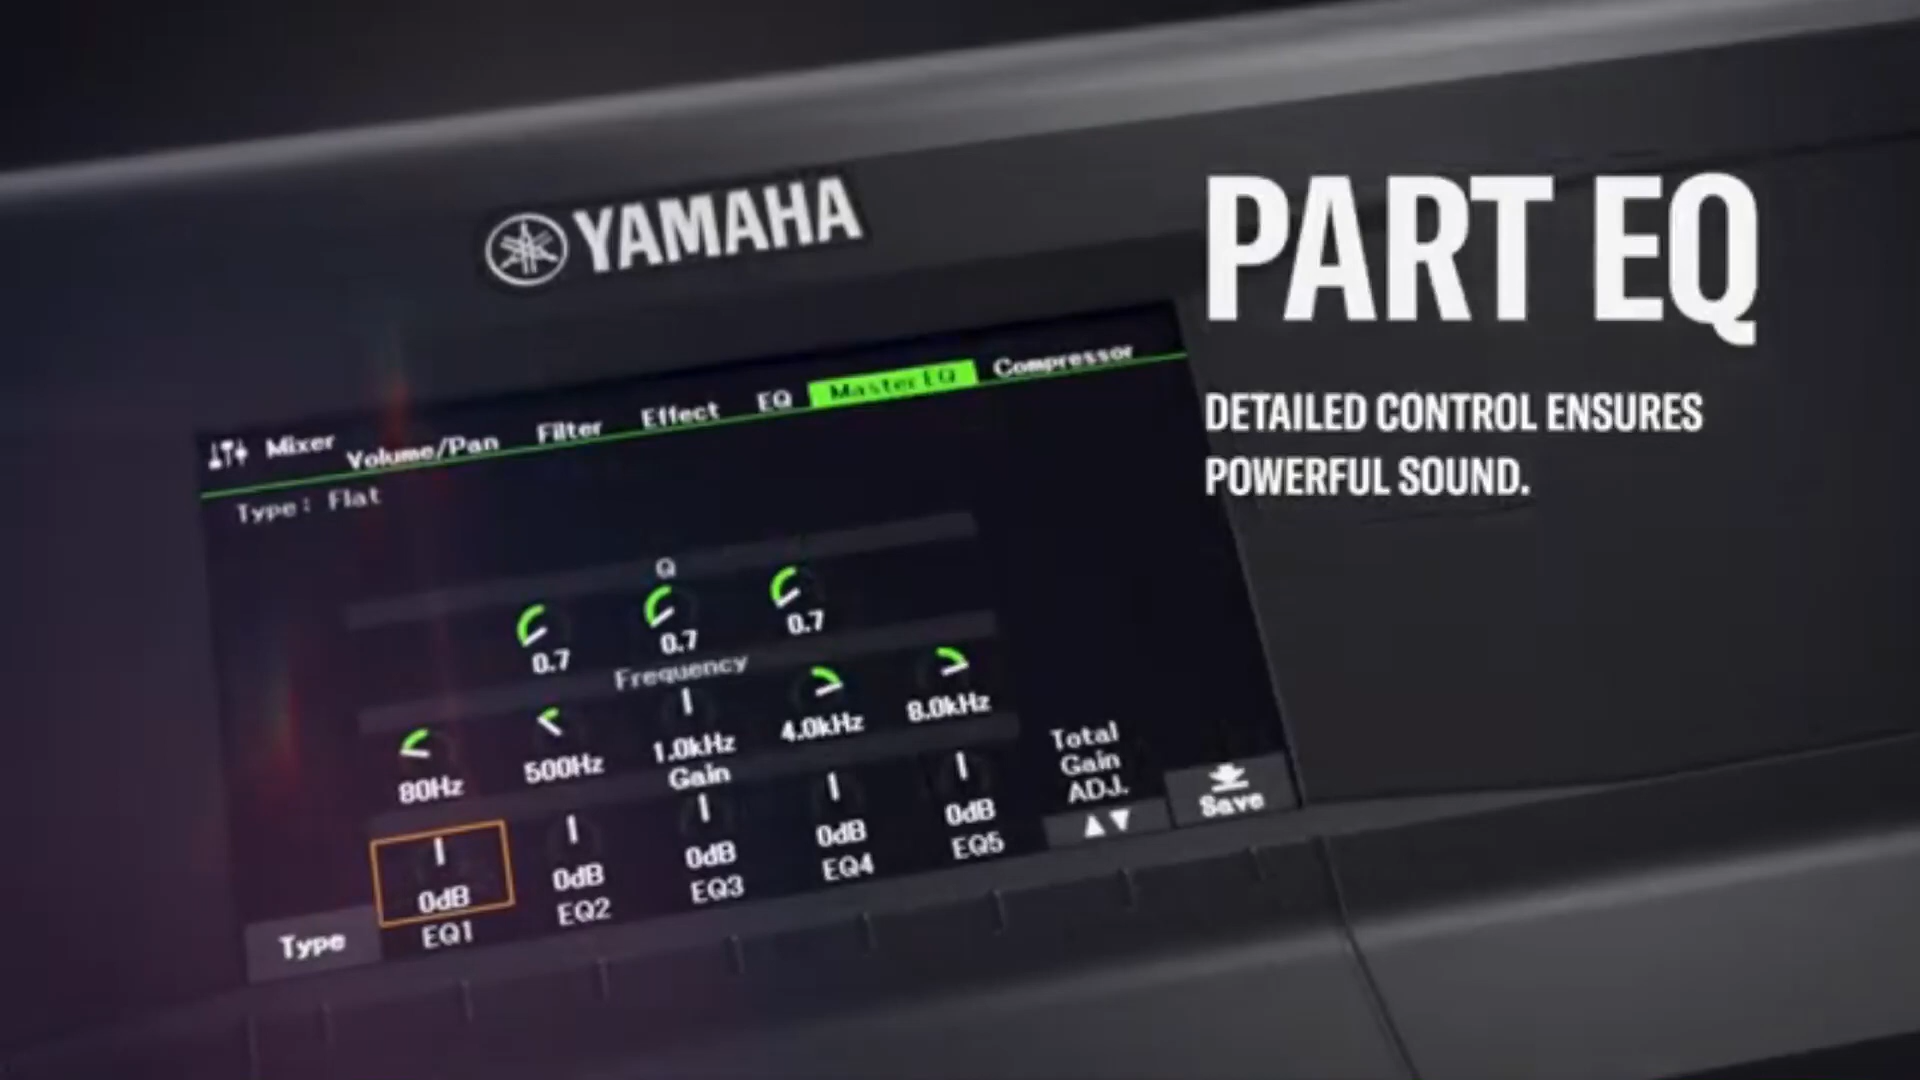 YAMAHA
PART EQ
DETAILED CONTROL ENSURES
POWERFUL SOUND.
Mixer Volume/Pan Filter Effect EQ MasterEQ Compressor
Type: Flat
Q
0.7 0.7 0.7
Frequency
80Hz 500Hz 1.0kHz 4.0kHz 8.0kHz
Gain
0dB 0dB 0dB 0dB 0dB
EQ1 EQ2 EQ3 EQ4 EQ5
Total
Gain
ADJ.
Type
Save